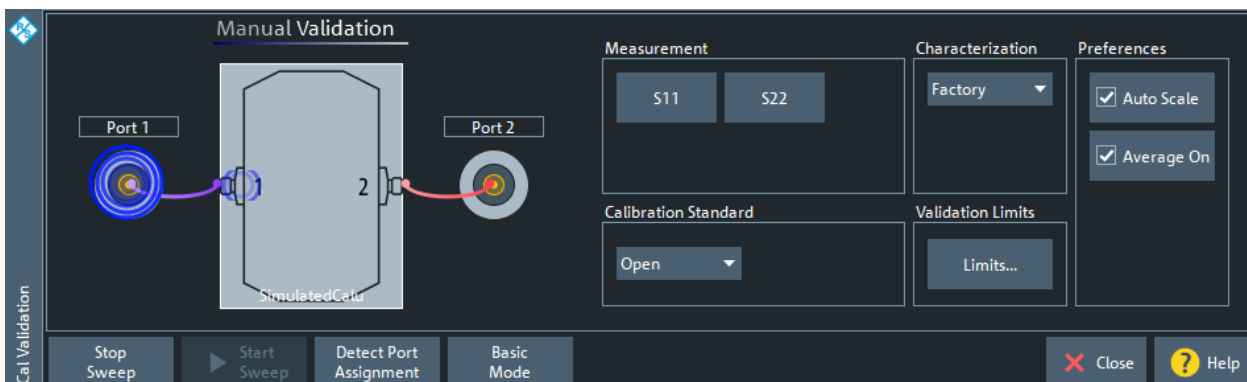 R&S
Manual Validation
Port 1
Port 2
1
2
SimulatedCalu
Measurement
S11
S22
Characterization
Factory
Preferences
Auto Scale
Average On
Calibration Standard
Open
Validation Limits
Limits...
Cal Validation
Stop
Sweep
Start
Sweep
Detect Port
Assignment
Basic
Mode
Close
? Help